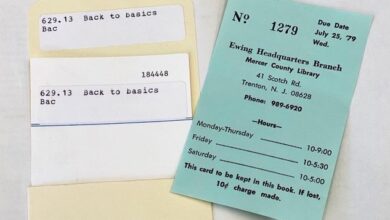 629.13 Back to basics
Bac
184448
629.13 Back to basics
Bac
Nº 1279
Due Date
July 25, '79
Wed.
Ewing Headquarters Branch
Mercer County Library
41 Scotch Rd.
Trenton, N. J. 08628
Phone: 989-6920
—Hours—
Monday-Thursday 10-9:00
Friday 10-5:30
Saturday 10-5:00
This card to be kept in this book. If lost,
10¢ charge made.